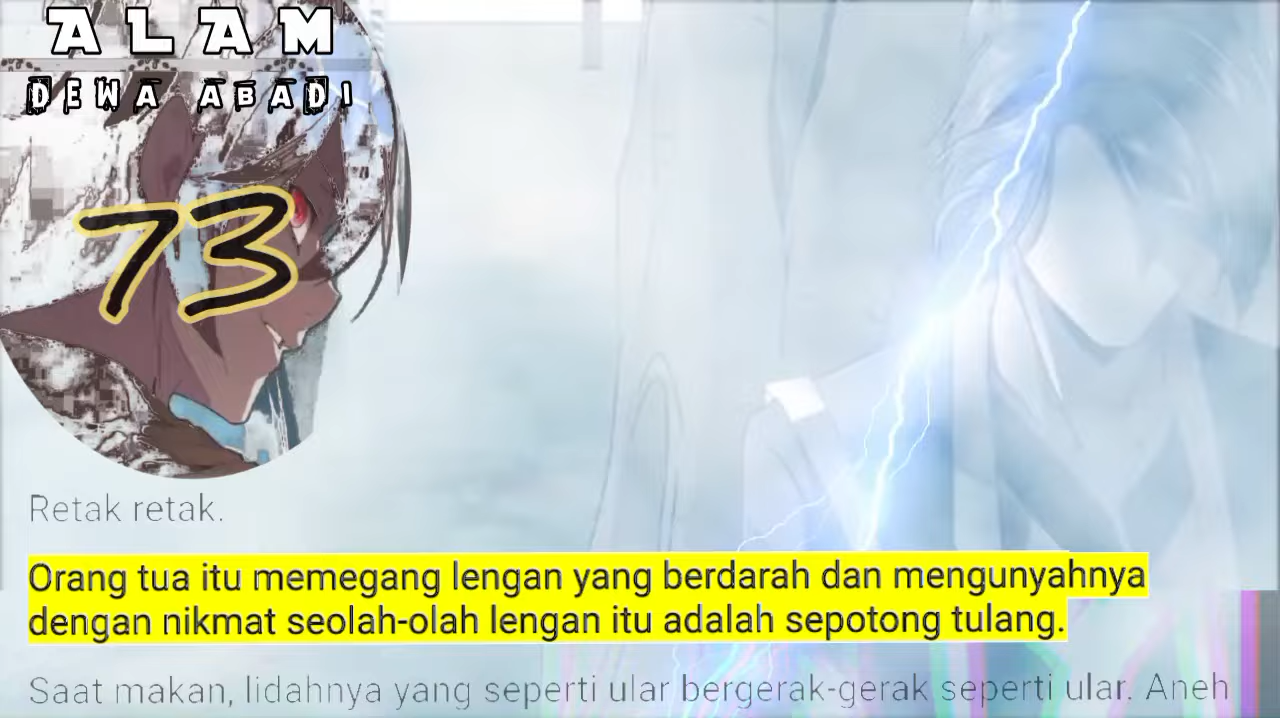 ALAM
DEWA ABADI
73
Retak retak.
Orang tua itu memegang lengan yang berdarah dan mengunyahnya
dengan nikmat seolah-olah lengan itu adalah sepotong tulang.
Saat makan, lidahnya yang seperti ular bergerak-gerak seperti ular. Aneh